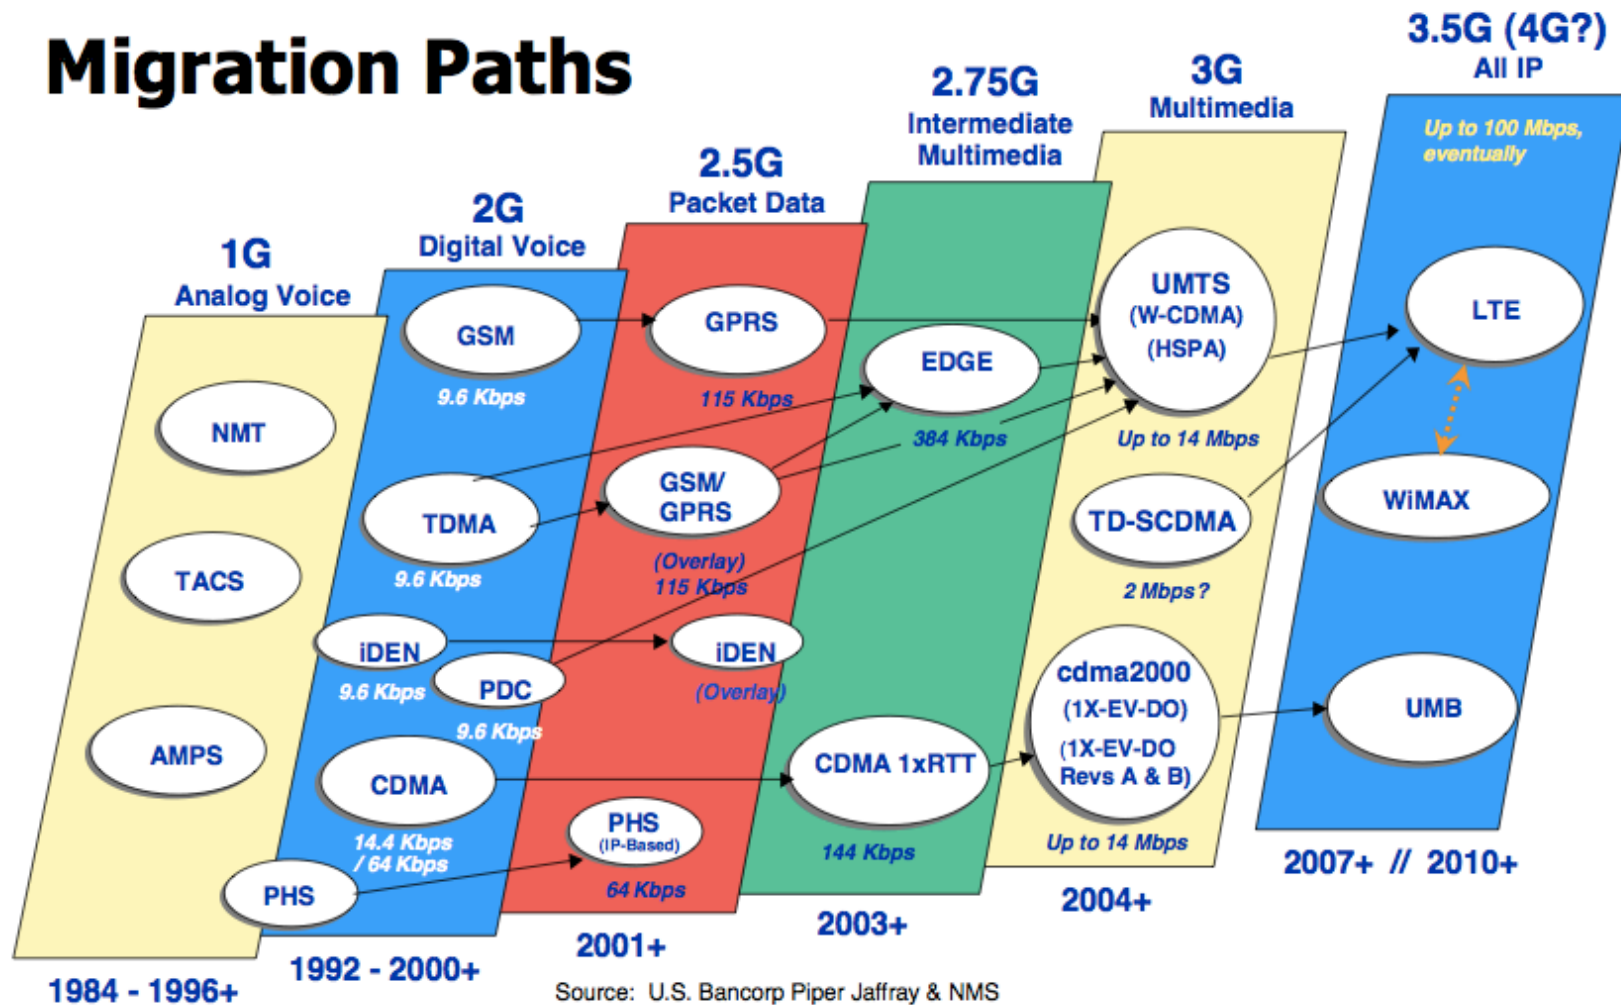 Migration Paths
1G
Analog Voice
NMT
TACS
AMPS
1984 - 1996+
2G
Digital Voice
GSM
9.6 Kbps
TDMA
9.6 Kbps
iDEN
9.6 Kbps
PDC
9.6 Kbps
CDMA
14.4 Kbps
/ 64 Kbps
PHS
1992 - 2000+
2.5G
Packet Data
GPRS
115 Kbps
GSM/
GPRS
(Overlay)
115 Kbps
iDEN
(Overlay)
PHS
(IP-Based)
64 Kbps
2001+
2.75G
Intermediate
Multimedia
EDGE
384 Kbps
CDMA 1xRTT
144 Kbps
2003+
3G
Multimedia
UMTS
(W-CDMA)
(HSPA)
Up to 14 Mbps
TD-SCDMA
2 Mbps?
cdma2000
(1X-EV-DO)
(1X-EV-DO
Revs A & B)
Up to 14 Mbps
2004+
3.5G (4G?)
All IP
Up to 100 Mbps,
eventually
LTE
WiMAX
UMB
2007+ // 2010+
Source: U.S. Bancorp Piper Jaffray & NMS